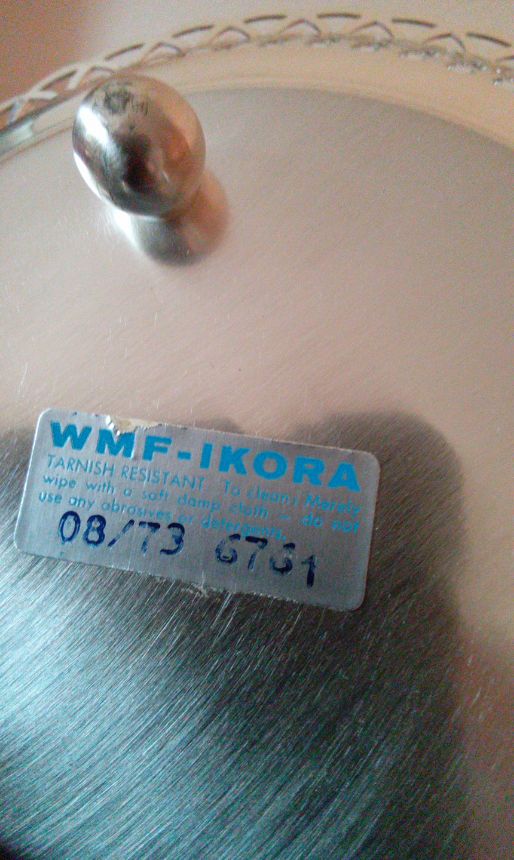 WMF-IKORA
TARNISH RESISTANT To clean: Merely
wipe with a soft damp cloth – do not
use any abrasives or detergents.
08/73 6761